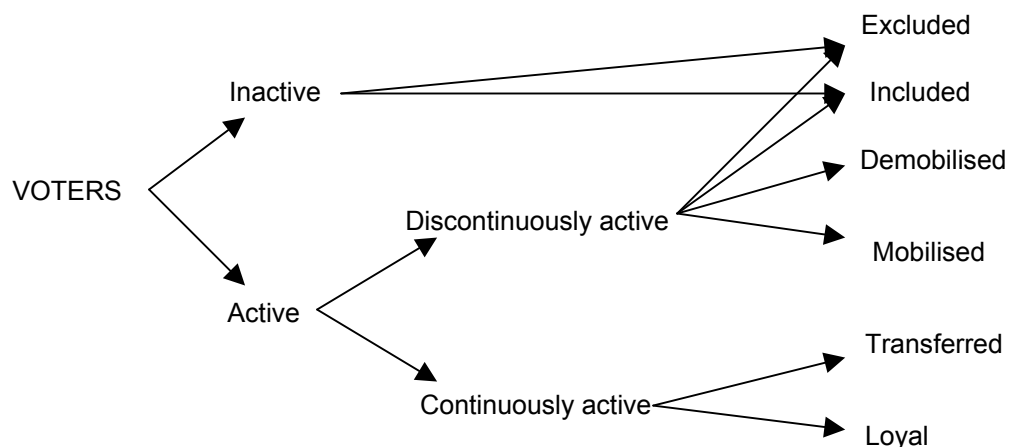 Excluded
Inactive
Included
Demobilised
VOTERS
Discontinuously active
Mobilised
Active
Transferred
Continuously active
Loyal